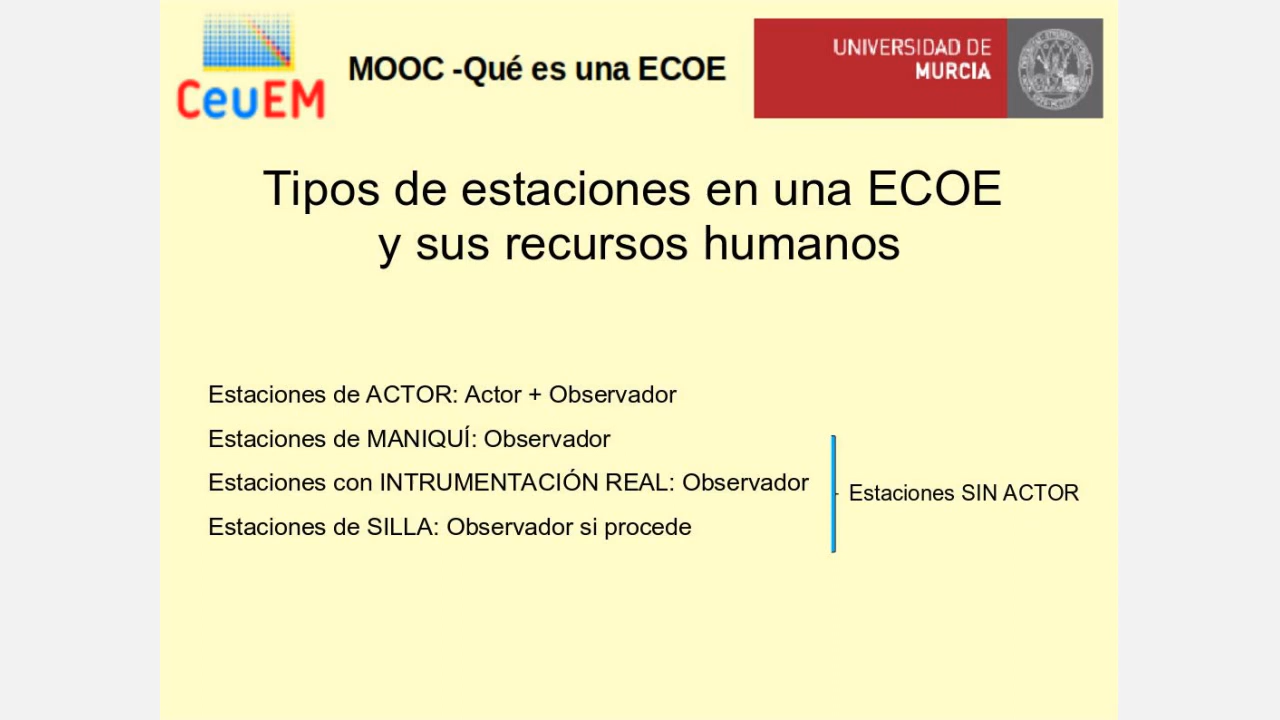 CeuEM
MOOC -Qué es una ECOE
UNIVERSIDAD DE
MURCIA
Tipos de estaciones en una ECOE
y sus recursos humanos
Estaciones de ACTOR: Actor + Observador
Estaciones de MANIQUÍ: Observador
Estaciones con INTRUMENTACIÓN REAL: Observador
Estaciones de SILLA: Observador si procede
Estaciones SIN ACTOR